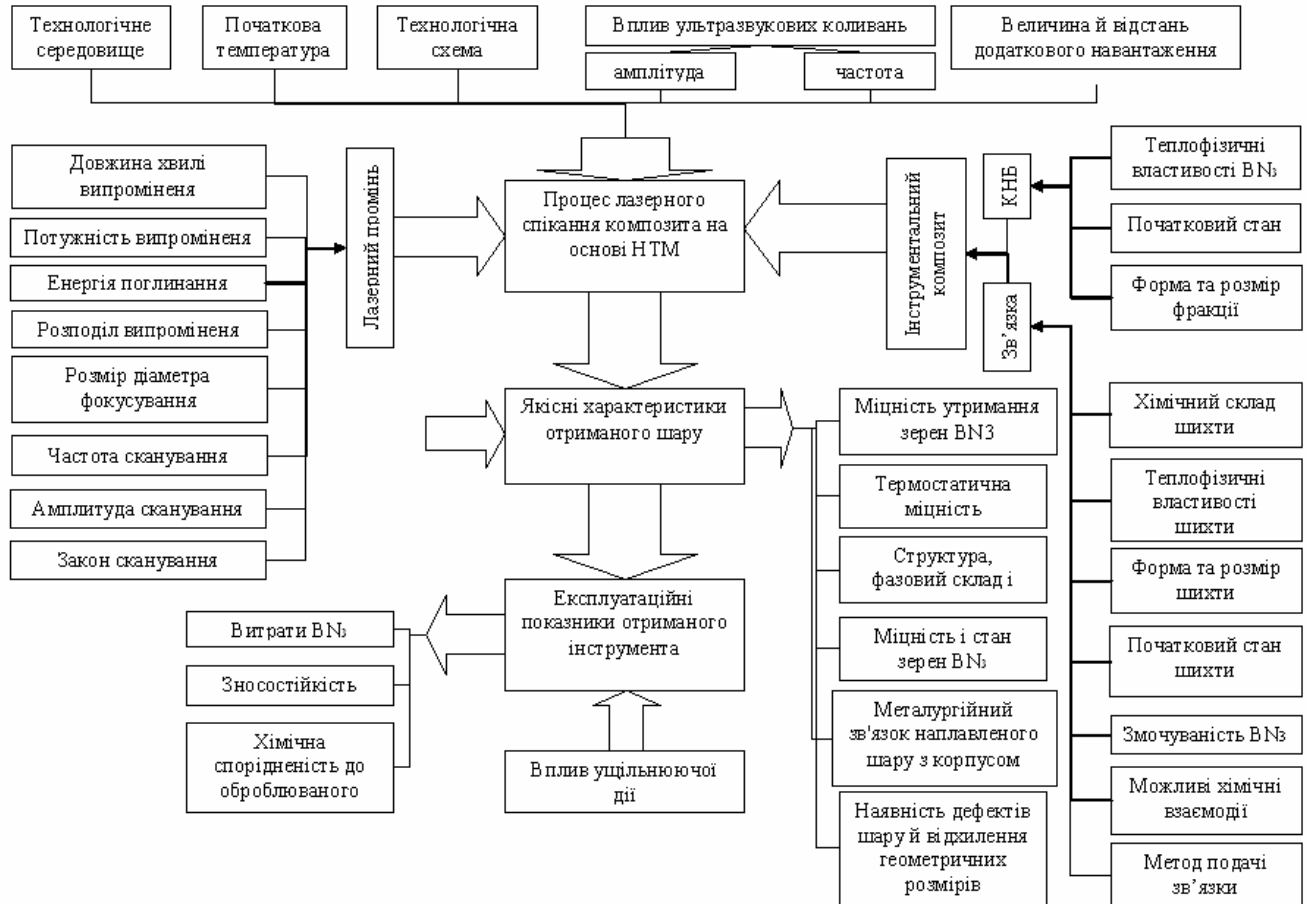 Технологічне
середовище
Початкова
температура
Технологічна
схема
Вплив ультразвукових коливань
амплітуда
частота
Величина й відстань
додаткового навантаження
Довжина хвилі
випроміненя
Потужність випроміненя
Енергія поглинання
Розподіл випроміненя
Розмір діаметра
фокусування
Частота сканування
Амплитуда сканування
Закон сканування
Лазерний промінь
Процес лазерного
спікання композита на
основі НТМ
Інструментальний
композит
КНБ
Зв’язка
Теплофізичні
властивості BN₃
Початковий стан
Форма та розмір
фракції
Якісні характеристики
отриманого шару
Міцність утримання
зерен BN3
Термостатична
міцність
Структура,
фазовий склад і
Міцність і стан
зерен BN₃
Металургійний
зв'язок наплавленого
шару з корпусом
Наявність дефектів
шару й відхилення
геометричних
розмірів
Хімічний склад
шихти
Теплофізичні
властивості
шихти
Форма та розмір
шихти
Початковий стан
шихти
Змочуваність BN₃
Можливі хімічні
взаємодії
Метод подачі
зв’язки
Експлуатаційні
показники отриманого
інструмента
Витрати BN₃
Зносостійкість
Хімічна
спорідненість до
оброблюваного
Вплив ущільнюючої
дії